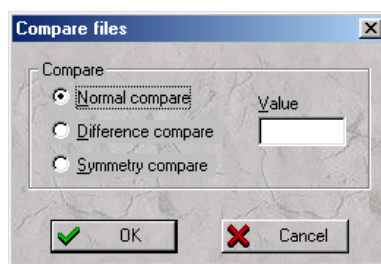 Compare files
Compare
Normal compare
Value
Difference compare
Symmetry compare
OK
Cancel